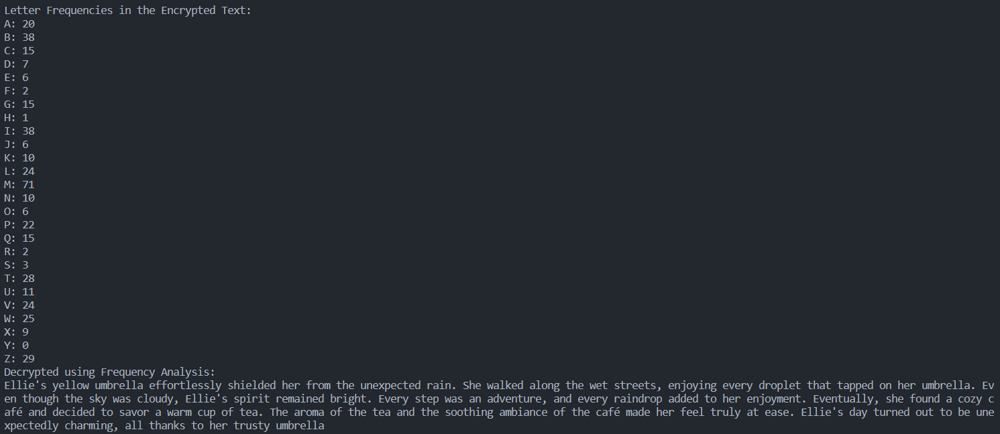 Letter Frequencies in the Encrypted Text:
A: 20
B: 38
C: 15
D: 7
E: 6
F: 2
G: 15
H: 1
I: 38
J: 6
K: 10
L: 24
M: 71
N: 10
O: 6
P: 22
Q: 15
R: 2
S: 3
T: 28
U: 11
V: 24
W: 25
X: 9
Y: 0
Z: 29
Decrypted using Frequency Analysis:
Ellie's yellow umbrella effortlessly shielded her from the unexpected rain. She walked along the wet streets, enjoying every droplet that tapped on her umbrella. Ev
en though the sky was cloudy, Ellie's spirit remained bright. Every step was an adventure, and every raindrop added to her enjoyment. Eventually, she found a cozy c
afé and decided to savor a warm cup of tea. The aroma of the tea and the soothing ambiance of the café made her feel truly at ease. Ellie's day turned out to be une
xpectedly charming, all thanks to her trusty umbrella